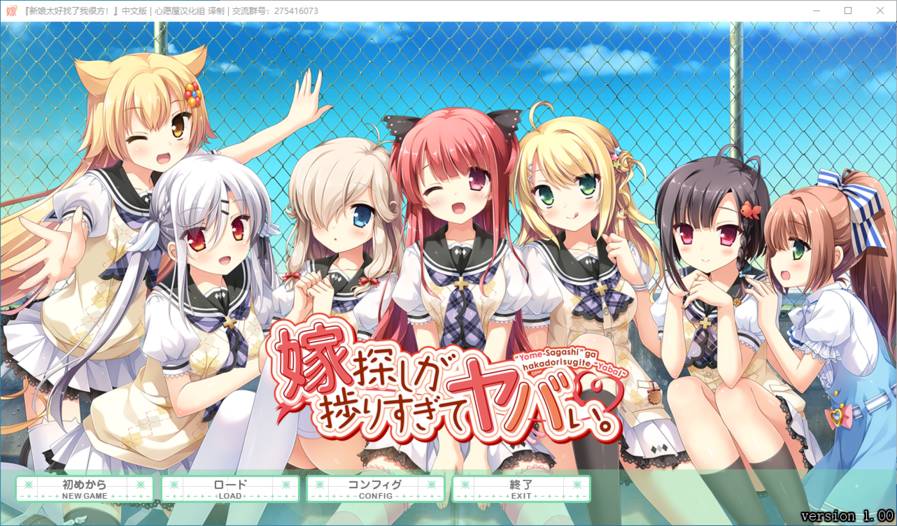 嫁 『新娘太好找了我很方！』中文版 | 心愿屋汉化组 译制 | 交流群号：275416073
嫁探しが
"Yome-Sagashi" ga
hakadorisugite "Yabai"
捗りすぎてヤバい。
初めから
NEW GAME
ロード
LOAD
コンフィグ
CONFIG
終了
EXIT
version 1.00